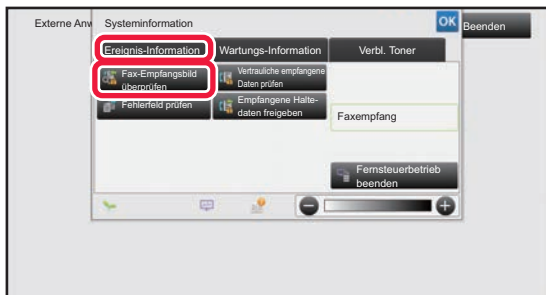 Externe Anw
Systeminformation
OK
Beenden
Ereignis-Information
Wartungs-Information
Verbl. Toner
Fax-Empfangsbild
überprüfen
Vertrauliche empfangene
Daten prüfen
Fehlerfeld prüfen
Empfangene Halte-
daten freigeben
Faxempfang
Fernsteuerbetrieb
beenden